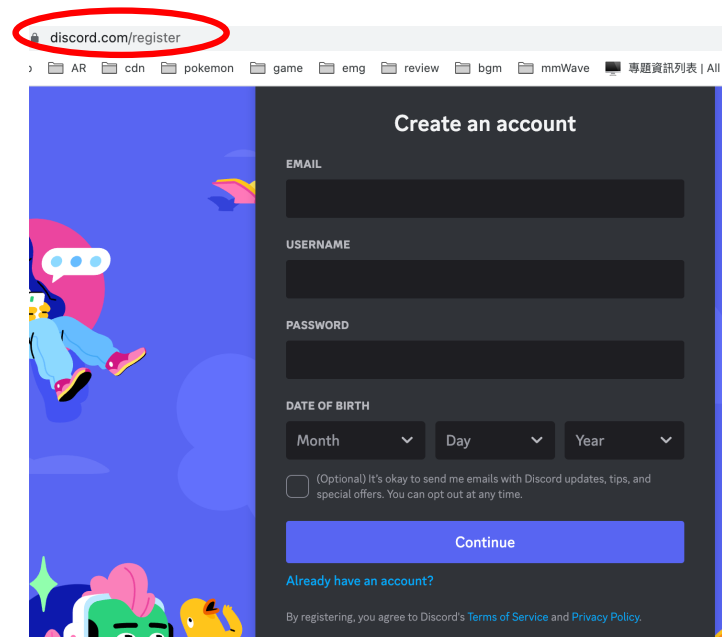 discord.com/register
AR cdn pokemon game emg review bgm mmWave 專題資訊列表 | All
Create an account
EMAIL
USERNAME
PASSWORD
DATE OF BIRTH
Month Day Year
(Optional) It's okay to send me emails with Discord updates, tips, and
special offers. You can opt out at any time.
Continue
Already have an account?
By registering, you agree to Discord's Terms of Service and Privacy Policy.